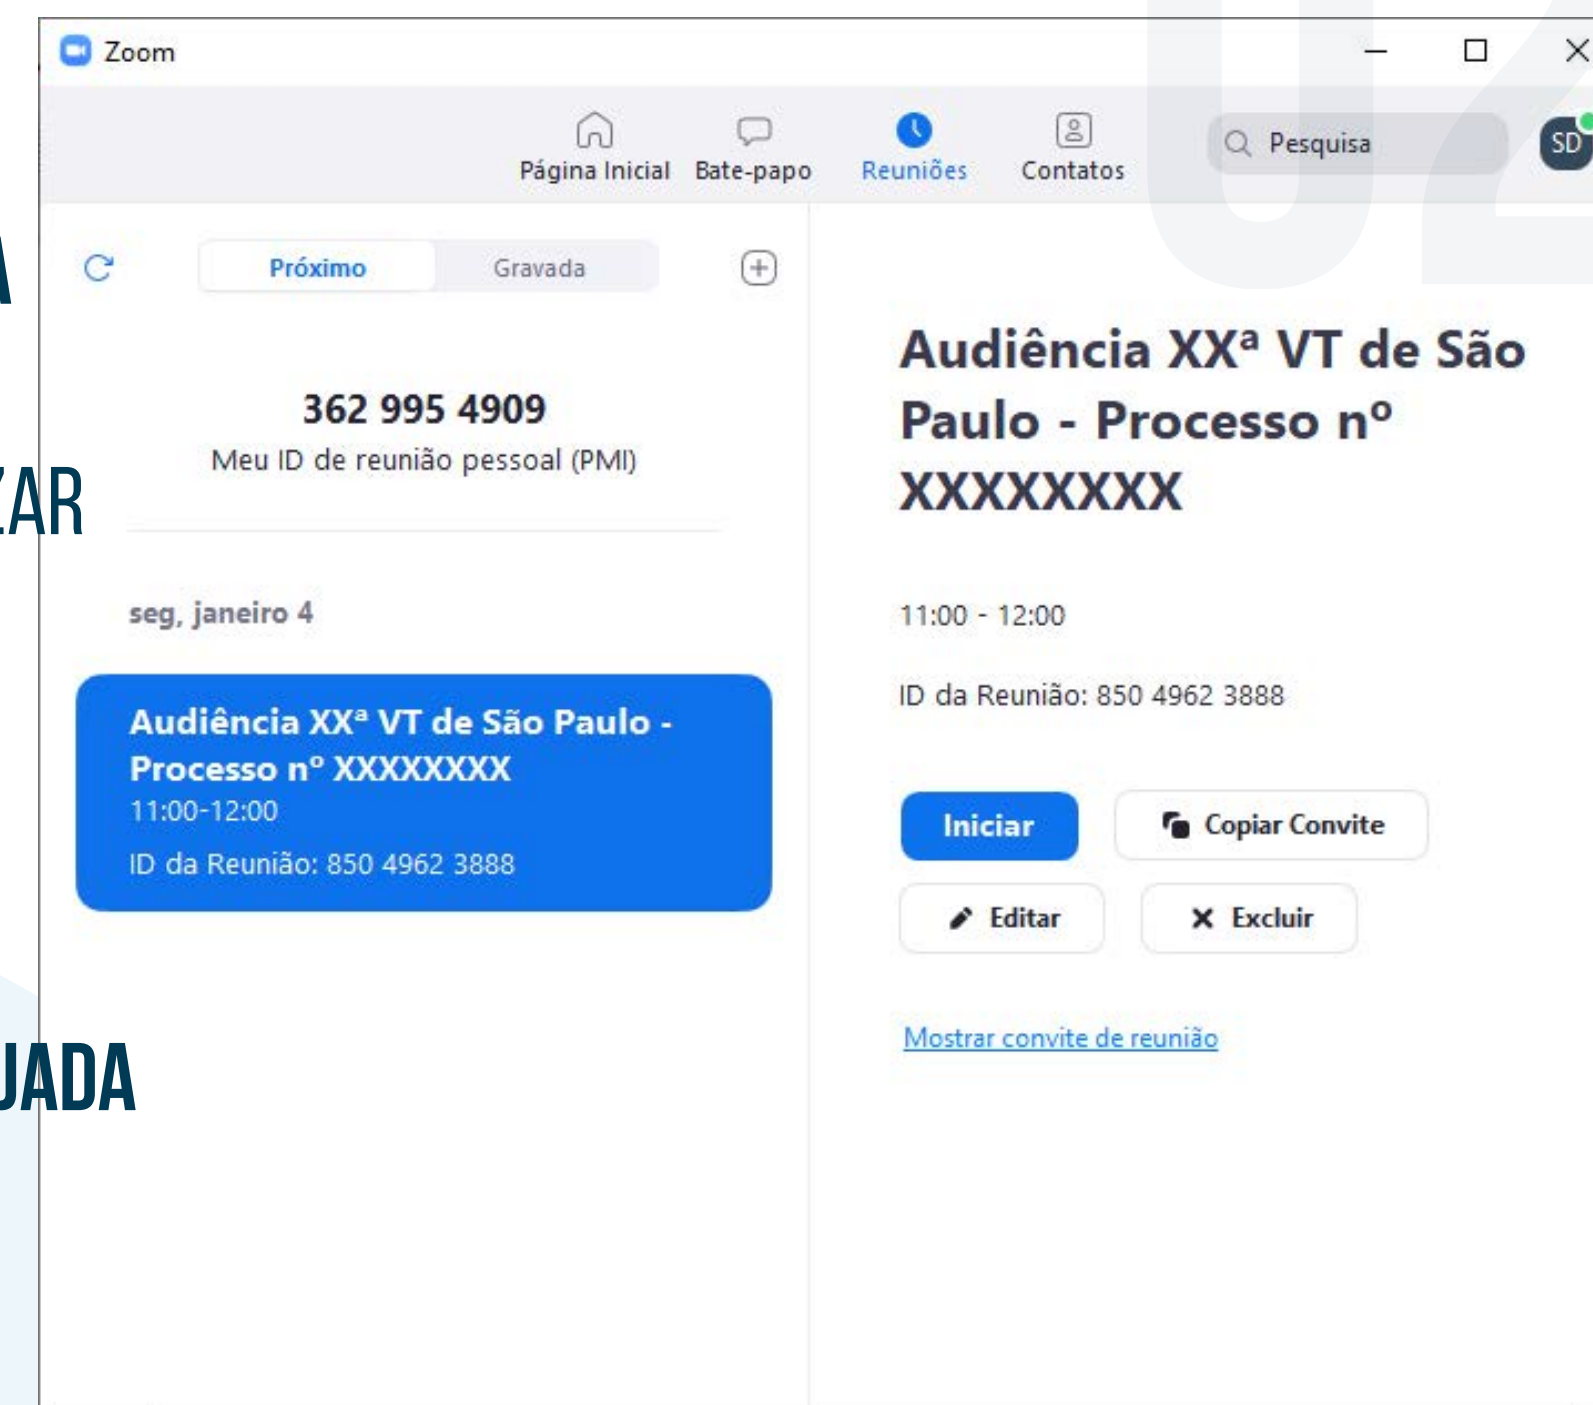 Zoom
Página Inicial
Bate-papo
Reuniões
Contatos
Pesquisa
SD
Próximo
Gravada
A
362 995 4909
Meu ID de reunião pessoal (PMI)
ZAR
seg, janeiro 4
Audiência XXª VT de São Paulo -
Processo nº XXXXXXXX
11:00-12:00
ID da Reunião: 850 4962 3888
UADA
02
Audiência XXª VT de São
Paulo - Processo nº
XXXXXXXX
11:00 - 12:00
ID da Reunião: 850 4962 3888
Iniciar
Copiar Convite
Editar
Excluir
Mostrar convite de reunião